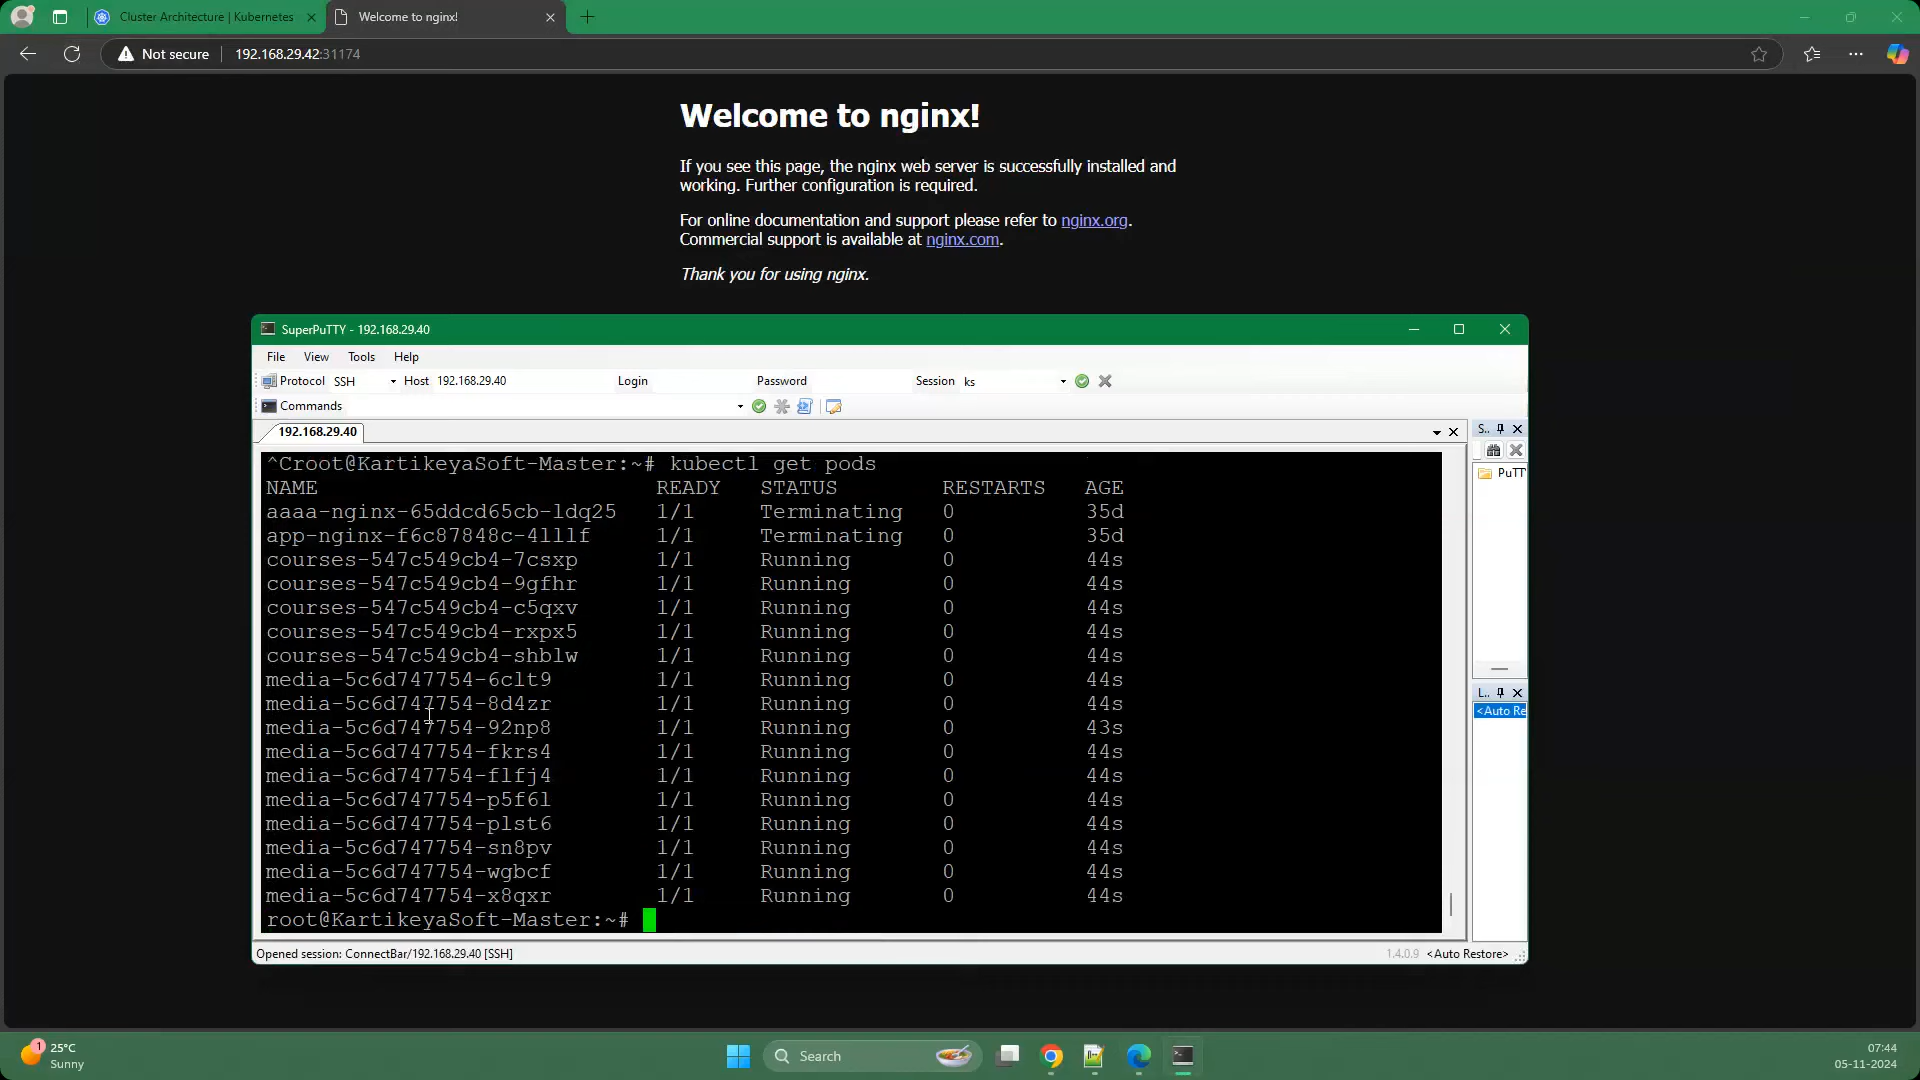 Cluster Architecture | Kubernetes
Welcome to nginx!
Not secure
192.168.29.42:31174
Welcome to nginx!
If you see this page, the nginx web server is successfully installed and
working. Further configuration is required.
For online documentation and support please refer to nginx.org.
Commercial support is available at nginx.com.
Thank you for using nginx.
SuperPuTTY - 192.168.29.40
File View Tools Help
Protocol SSH Host 192.168.29.40 Login Password Session ks
Commands
192.168.29.40
S..
PuTT
L..
<Auto Re
^Croot@KartikeyaSoft-Master:~# kubectl get pods
NAME READY STATUS RESTARTS AGE
aaaa-nginx-65ddcd65cb-ldq25 1/1 Terminating 0 35d
app-nginx-f6c87848c-4lllf 1/1 Terminating 0 35d
courses-547c549cb4-7csxp 1/1 Running 0 44s
courses-547c549cb4-9gfhr 1/1 Running 0 44s
courses-547c549cb4-c5qxv 1/1 Running 0 44s
courses-547c549cb4-rxpx5 1/1 Running 0 44s
courses-547c549cb4-shblw 1/1 Running 0 44s
media-5c6d747754-6clt9 1/1 Running 0 44s
media-5c6d747754-8d4zr 1/1 Running 0 44s
media-5c6d747754-92np8 1/1 Running 0 43s
media-5c6d747754-fkrs4 1/1 Running 0 44s
media-5c6d747754-flfj4 1/1 Running 0 44s
media-5c6d747754-p5f6l 1/1 Running 0 44s
media-5c6d747754-plst6 1/1 Running 0 44s
media-5c6d747754-sn8pv 1/1 Running 0 44s
media-5c6d747754-wgbcf 1/1 Running 0 44s
media-5c6d747754-x8qxr 1/1 Running 0 44s
root@KartikeyaSoft-Master:~#
Opened session: ConnectBar/192.168.29.40 [SSH]
1.4.0.9 <Auto Restore>
1
25°C
Sunny
Search
07:44
05-11-2024